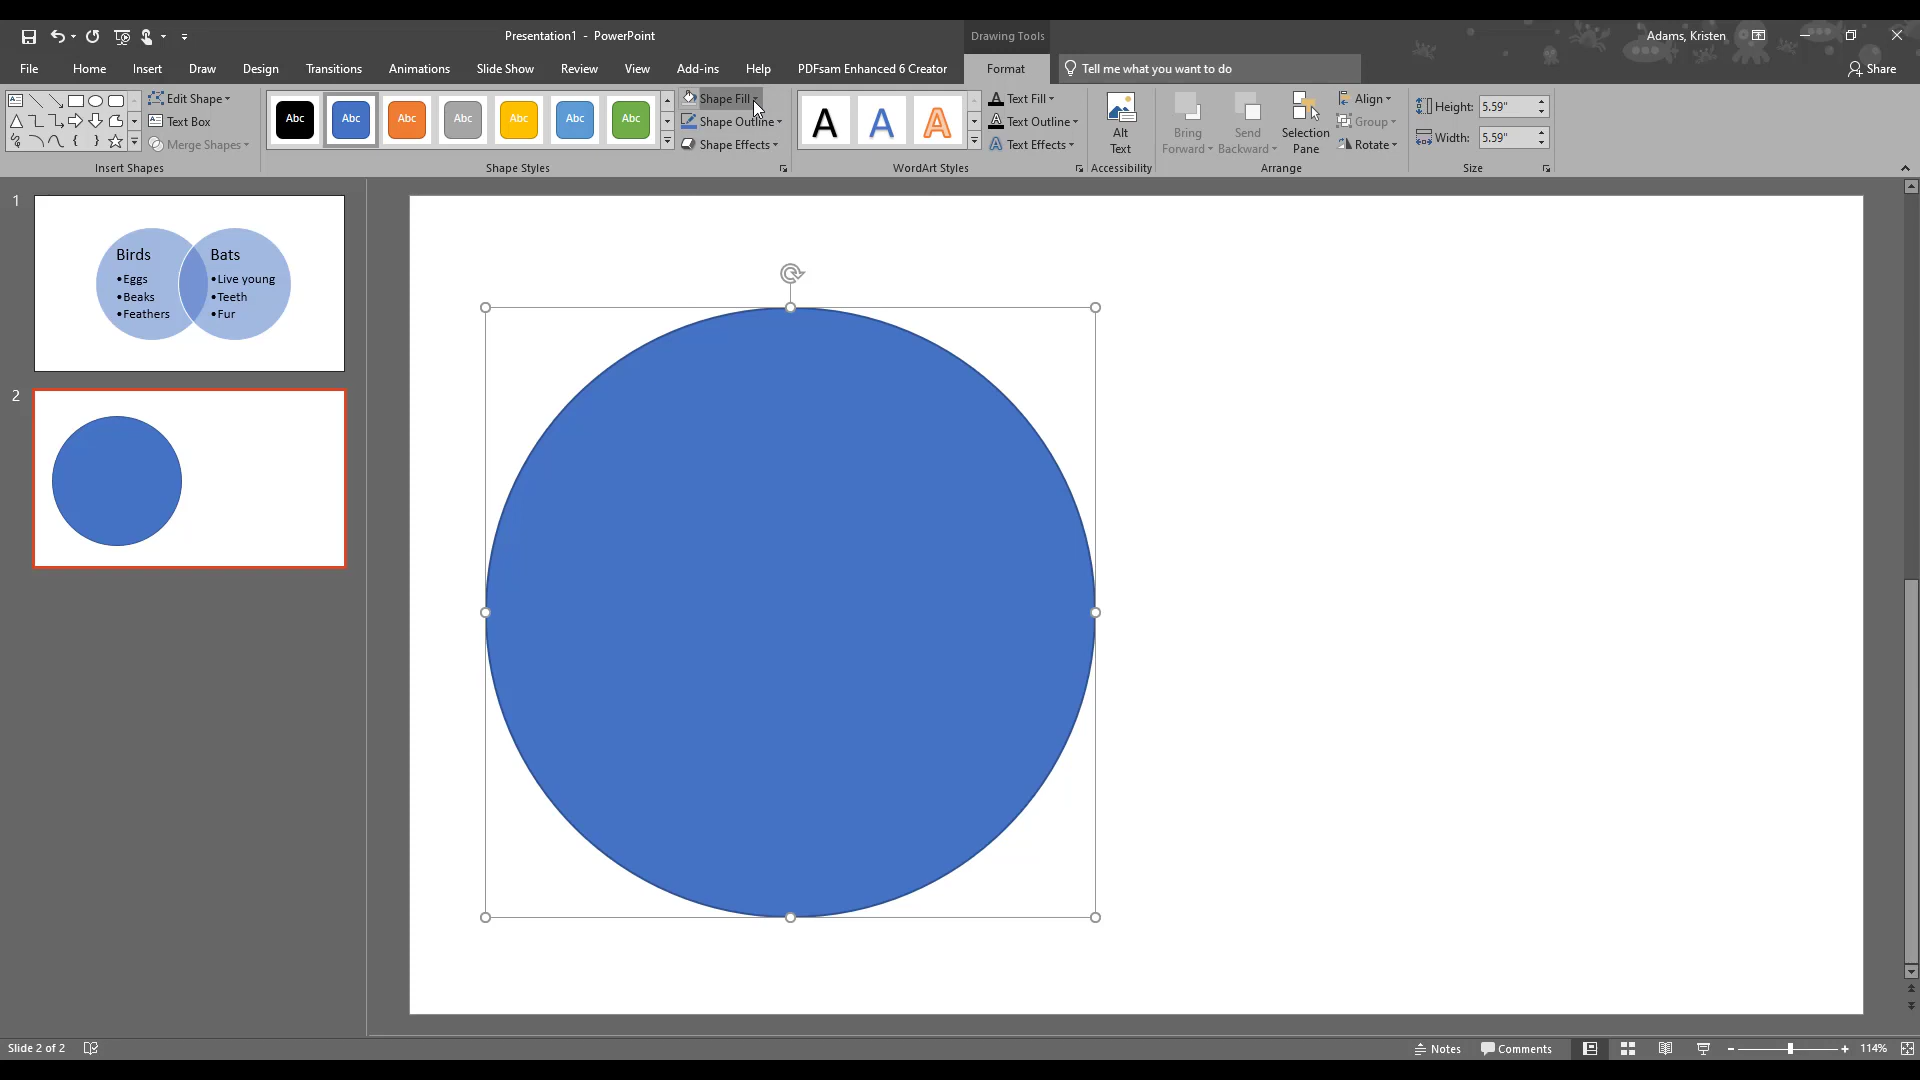 Presentation1 - PowerPoint
Drawing Tools
Adams, Kristen
File Home Insert Draw Design Transitions Animations Slide Show Review View Add-ins Help PDFsam Enhanced 6 Creator Format Tell me what you want to do Share
Edit Shape
Text Box
Merge Shapes
Insert Shapes
Abc Abc Abc Abc Abc Abc Abc
Shape Fill
Shape Outline
Shape Effects
Shape Styles
A A A
Text Fill
Text Outline
Text Effects
WordArt Styles
Alt
Text
Accessibility
Bring
Forward
Send
Backward
Selection
Pane
Align
Group
Rotate
Arrange
Height: 5.59"
Width: 5.59"
Size
1
Birds
•Eggs
•Beaks
•Feathers
Bats
•Live young
•Teeth
•Fur
2
Slide 2 of 2
Notes Comments 114%